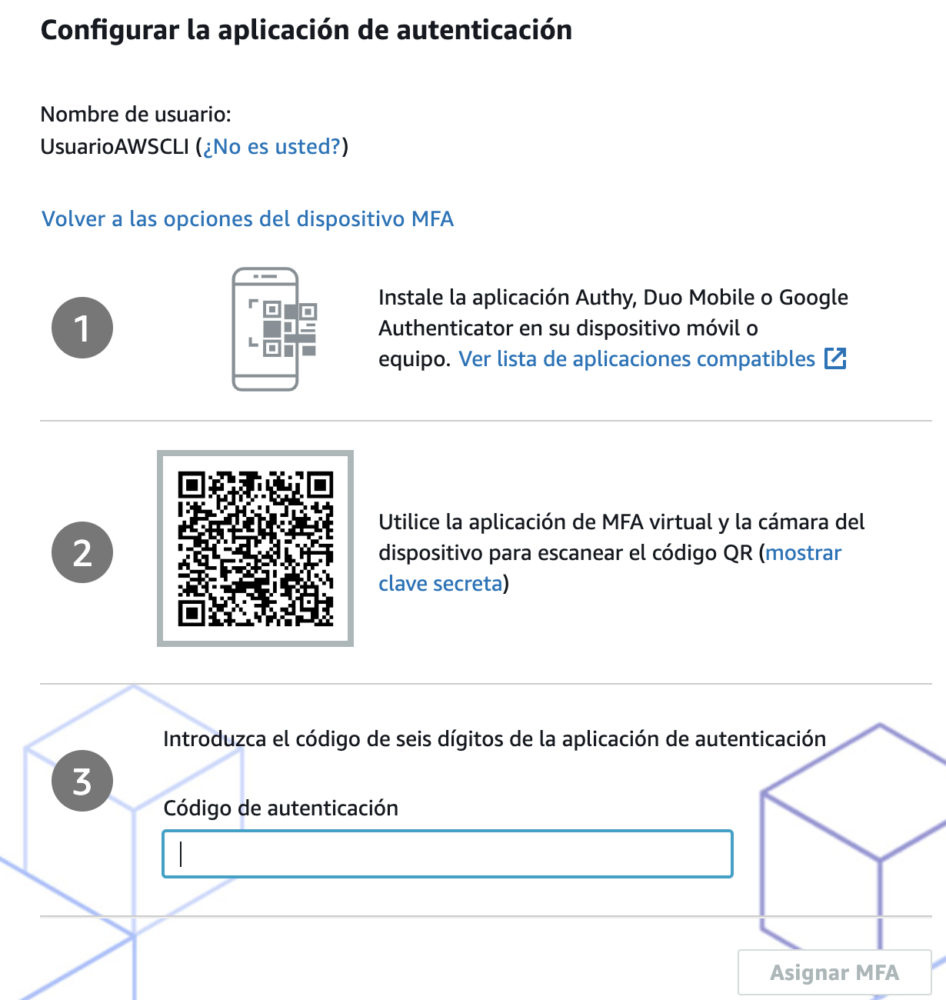 Configurar la aplicación de autenticación
Nombre de usuario:
UsuarioAWSCLI (¿No es usted?)
Volver a las opciones del dispositivo MFA
1
Instale la aplicación Authy, Duo Mobile o Google
Authenticator en su dispositivo móvil o
equipo. Ver lista de aplicaciones compatibles
2
Utilice la aplicación de MFA virtual y la cámara del
dispositivo para escanear el código QR (mostrar
clave secreta)
3
Introduzca el código de seis dígitos de la aplicación de autenticación
Código de autenticación
Asignar MFA